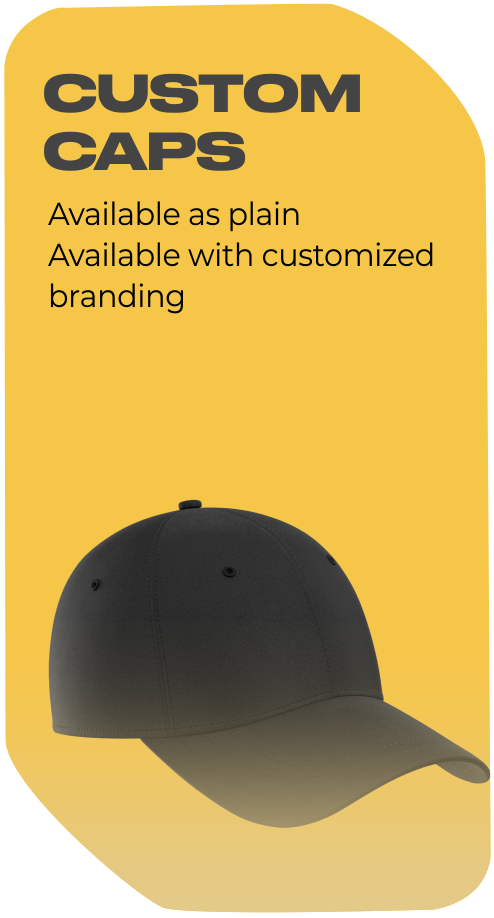 CUSTOM
CAPS
Available as plain
Available with customized
branding